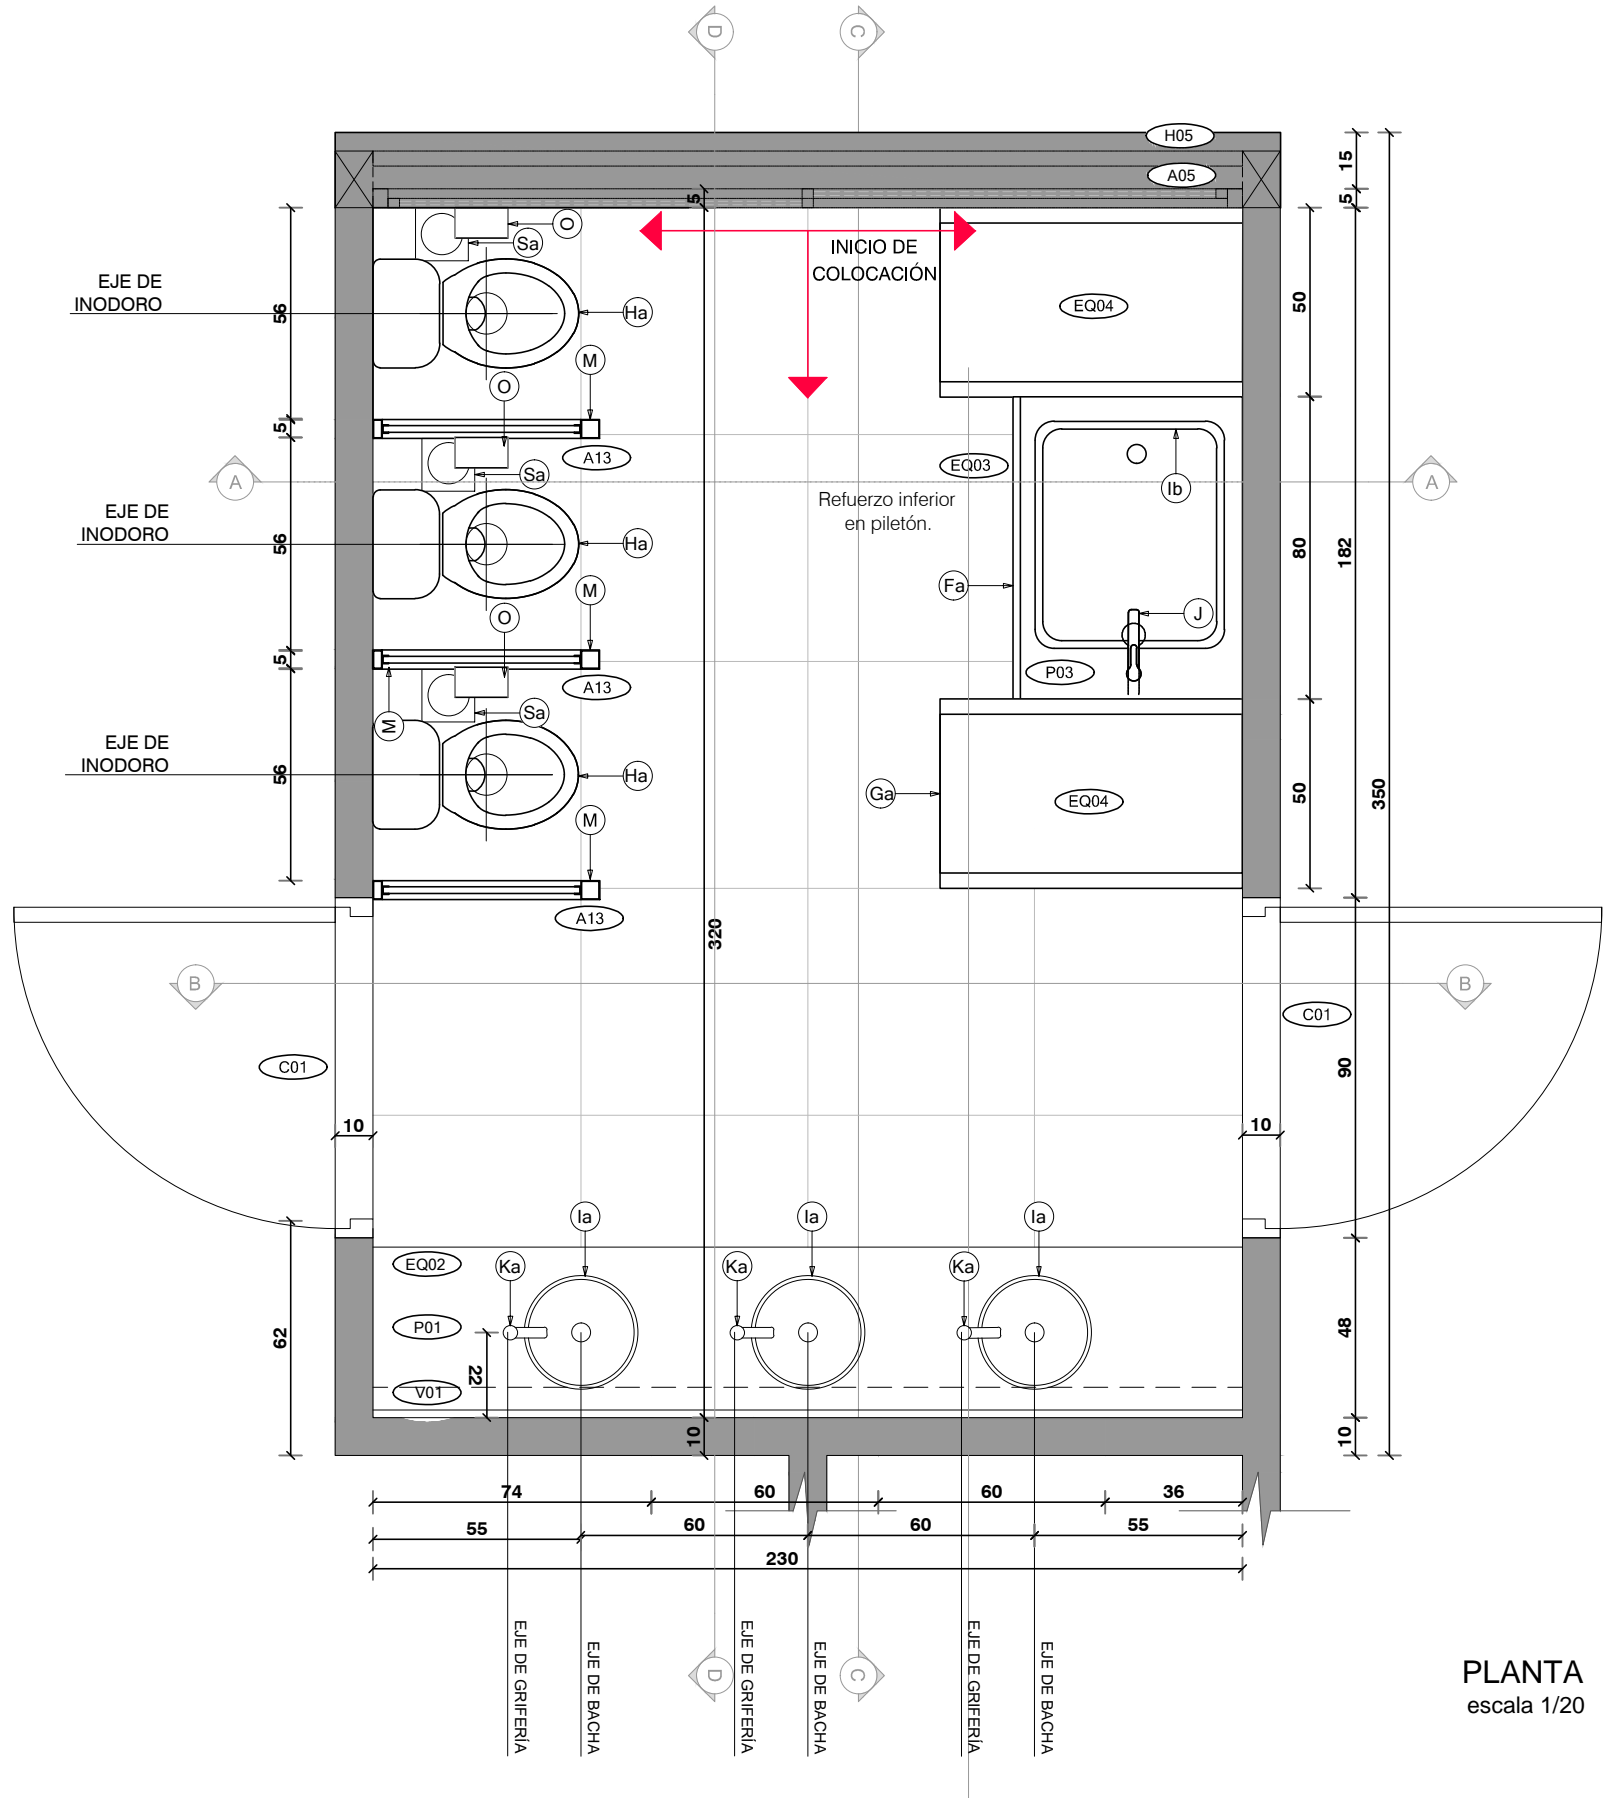 D
C
H05
15
A05
5
5
O
Sa
INICIO DE
COLOCACIÓN
EJE DE
INODORO
56
Ha
EQ04
50
M
O
5
A13
EQ03
Sa
A
A
Ib
Refuerzo inferior
en piletón.
EJE DE
INODORO
56
Ha
80
182
M
Fa
J
O
5
A13
P03
Sa
M
EJE DE
INODORO
56
Ha
Ga
EQ04
50
350
M
A13
320
B
B
C01
C01
90
10
10
Ia
Ia
Ia
EQ02
Ka
Ka
Ka
P01
62
48
22
V01
10
10
74
60
60
36
55
60
60
55
230
EJE DE GRIFERÍA
EJE DE BACHA
EJE DE GRIFERÍA
EJE DE BACHA
EJE DE GRIFERÍA
EJE DE BACHA
D
C
PLANTA
escala 1/20